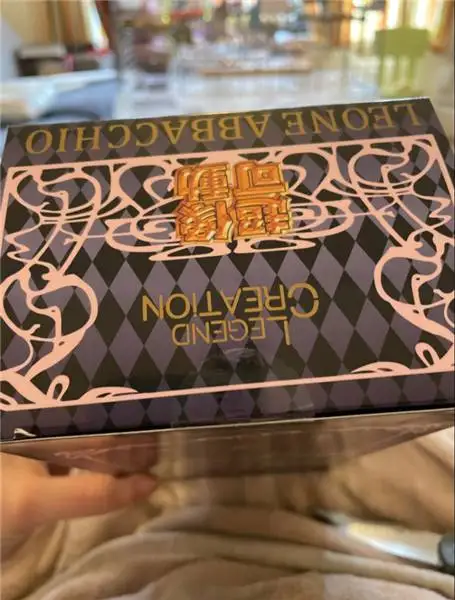 LEGEND
CREATION
超像
可動
LEONE ABBACCHIO